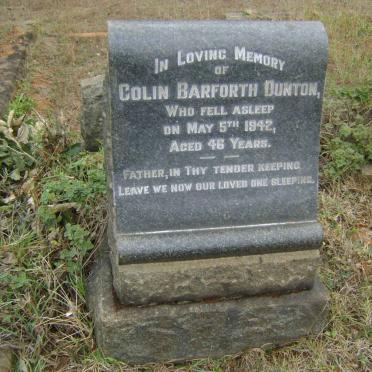 In Loving Memory
of
Colin Barforth Dunton,
Who fell asleep
on May 5th 1942,
Aged 46 Years.
Father, in Thy tender keeping
Leave we now our loved one sleeping.